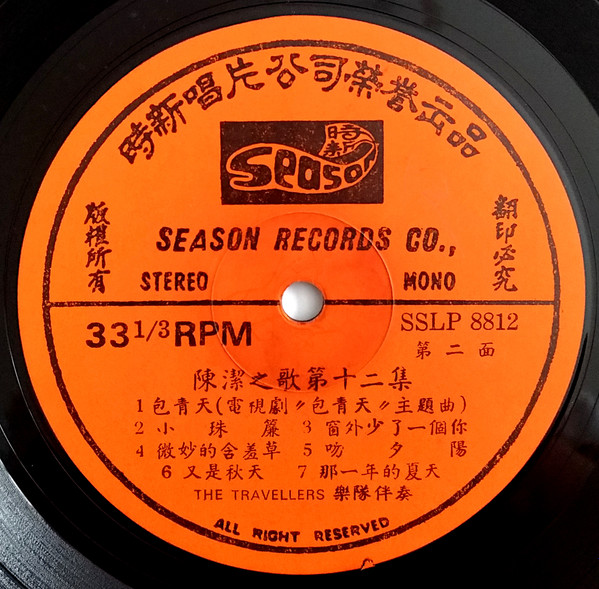 時新唱片公司榮譽出品
時新
Season
版權所有
翻印必究
SEASON RECORDS CO.,
STEREO
MONO
33 1/3 RPM
SSLP 8812
第二面
陳潔之歌第十二集
1 包青天(電視劇〃包青天〃主題曲)
2 小珠簾 3 窗外少了一個你
4 微妙的含羞草 5 吻夕陽
6 又是秋天 7 那一年的夏天
THE TRAVELLERS 樂隊伴奏
ALL RIGHT RESERVED